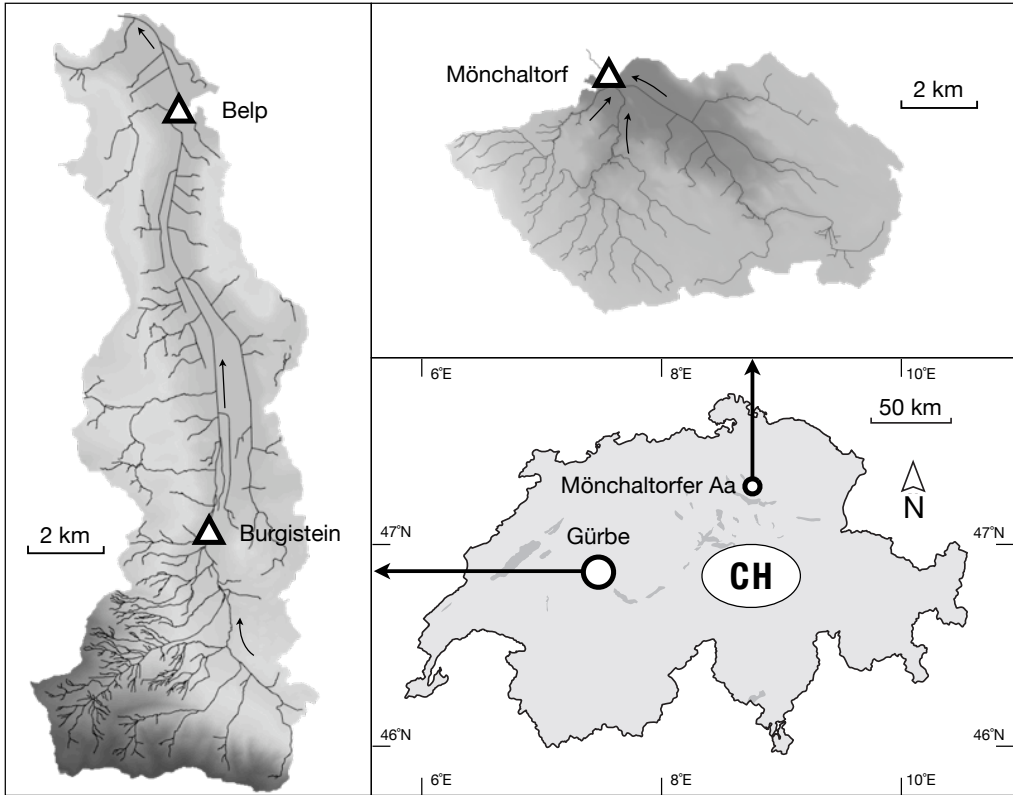 Belp
Burgistein
2 km
Mönchaltorf
2 km
6°E
8°E
10°E
50 km
Mönchaltorfer Aa
N
47°N
47°N
Gürbe
CH
46°N
46°N
6°E
8°E
10°E